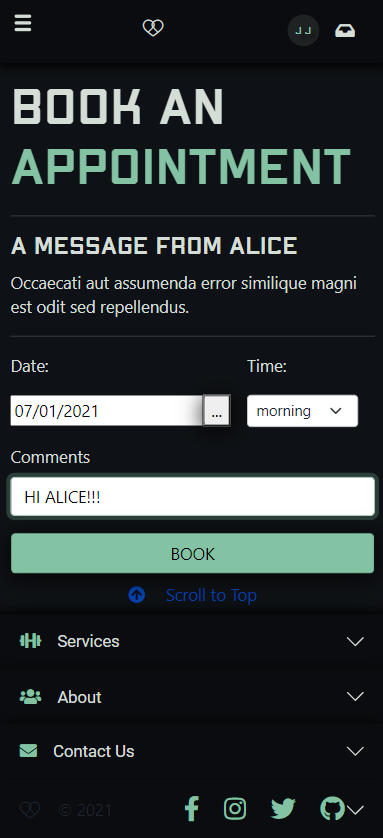 JJ
BOOK AN
APPOINTMENT
A MESSAGE FROM ALICE
Occaecati aut assumenda error similique magni
est odit sed repellendus.
Date: Time:
07/01/2021 ... morning
Comments
HI ALICE!!!
BOOK
Scroll to Top
Services
About
Contact Us
© 2021